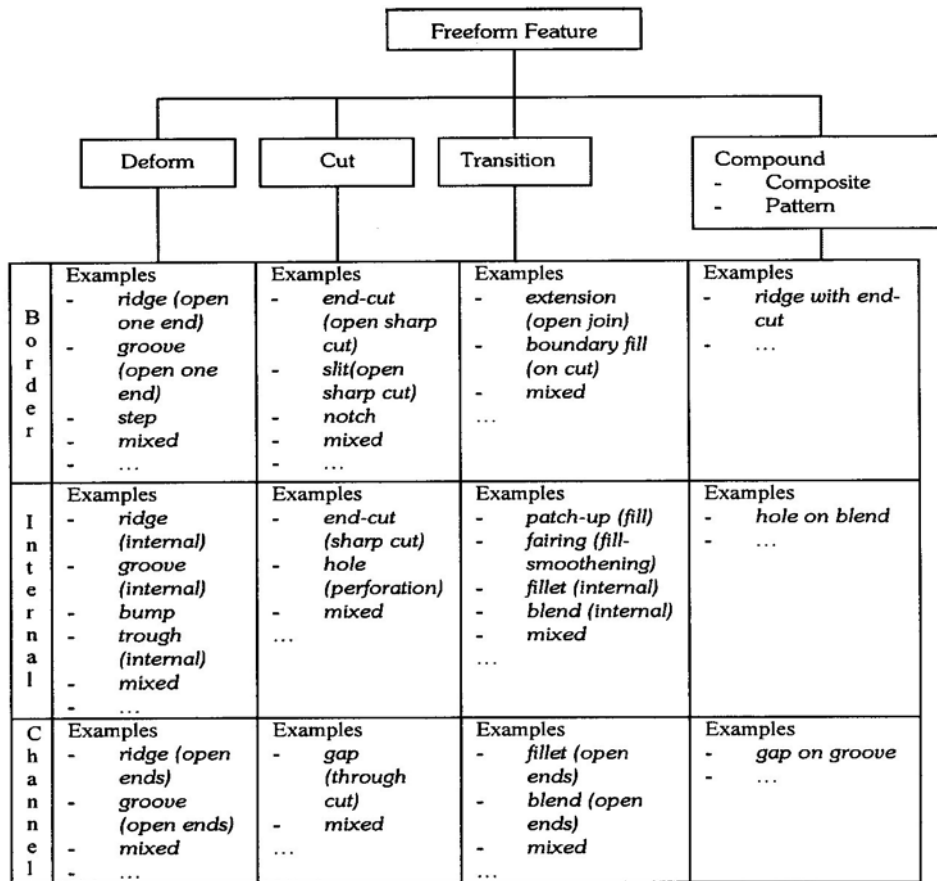 Freeform Feature
Deform
Cut
Transition
Compound
- Composite
- Pattern
Border
Examples
- ridge (open
one end)
- groove
(open one
end)
- step
- mixed
- ...
Examples
- end-cut
(open sharp
cut)
- slit(open
sharp cut)
- notch
- mixed
- ...
Examples
- extension
(open join)
- boundary fill
(on cut)
- mixed
...
Examples
- ridge with end-
cut
- ...
Internal
Examples
- ridge
(internal)
- groove
(internal)
- bump
- trough
(internal)
- mixed
- ...
Examples
- end-cut
(sharp cut)
- hole
(perforation)
- mixed
...
Examples
- patch-up (fill)
- fairing (fill-
smoothening)
- fillet (internal)
- blend (internal)
- mixed
...
Examples
- hole on blend
- ...
Channel
Examples
- ridge (open
ends)
- groove
(open ends)
- mixed
- ...
Examples
- gap
(through
cut)
- mixed
...
Examples
- fillet (open
ends)
- blend (open
ends)
- mixed
...
Examples
- gap on groove
- ...